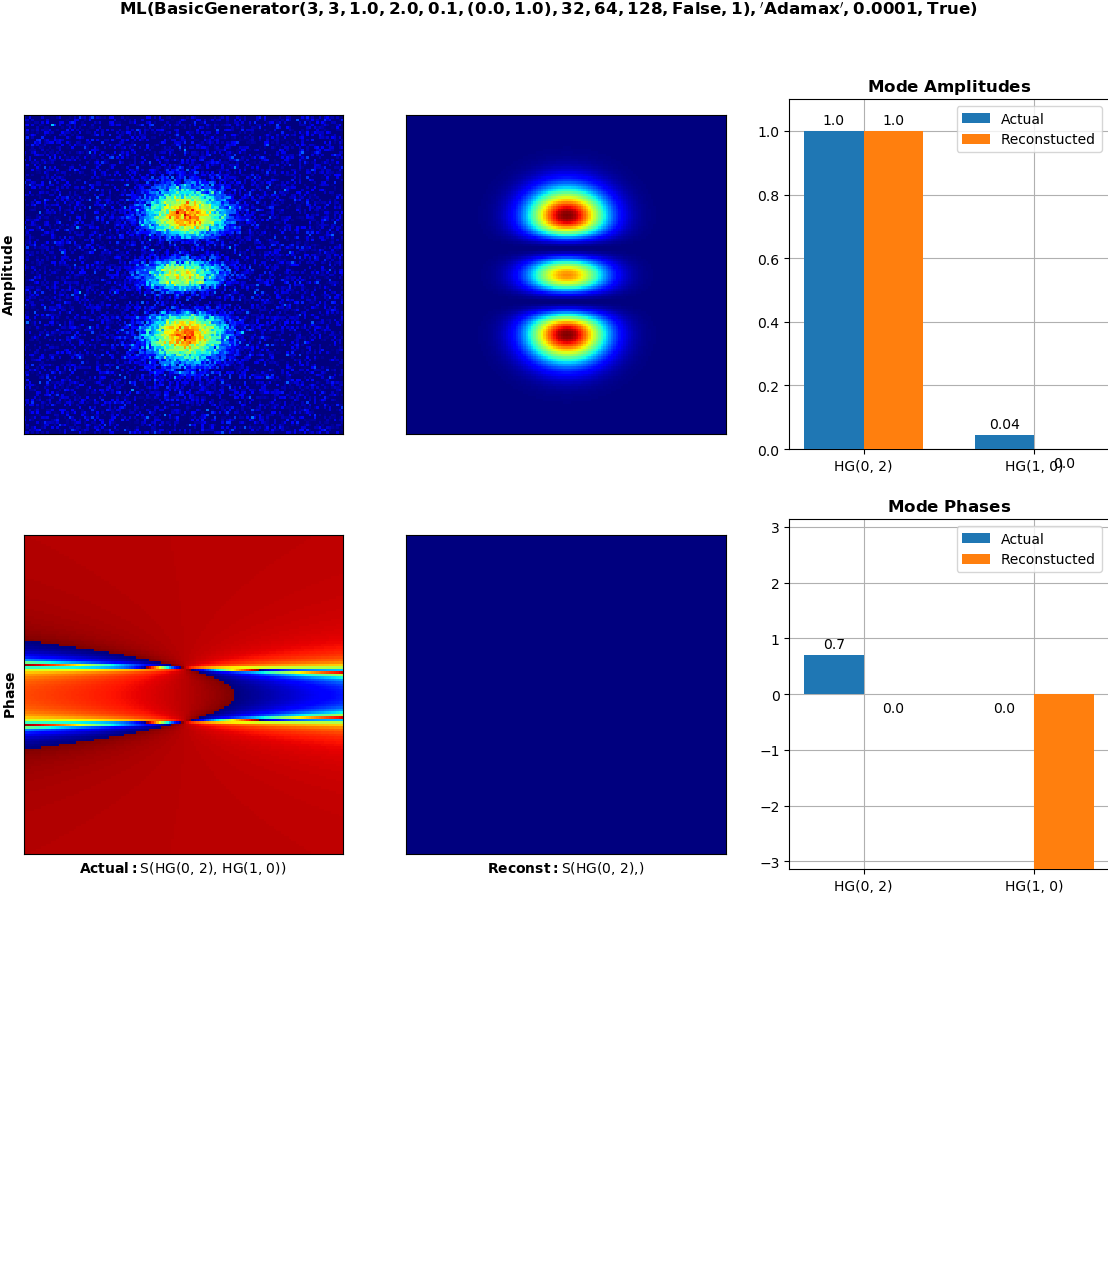 ML(BasicGenerator(3, 3, 1.0, 2.0, 0.1, (0.0, 1.0), 32, 64, 128, False, 1), ′Adamax′, 0.0001, True)
Amplitude
Mode Amplitudes
Actual
Reconstucted
1.0
1.0
0.04
0.0
1.0
0.8
0.6
0.4
0.2
0.0
HG(0, 2)
HG(1, 0)
Phase
Actual: S(HG(0, 2), HG(1, 0))
Reconst: S(HG(0, 2),)
Mode Phases
Actual
Reconstucted
0.7
0.0
0.0
3
2
1
0
−1
−2
−3
HG(0, 2)
HG(1, 0)